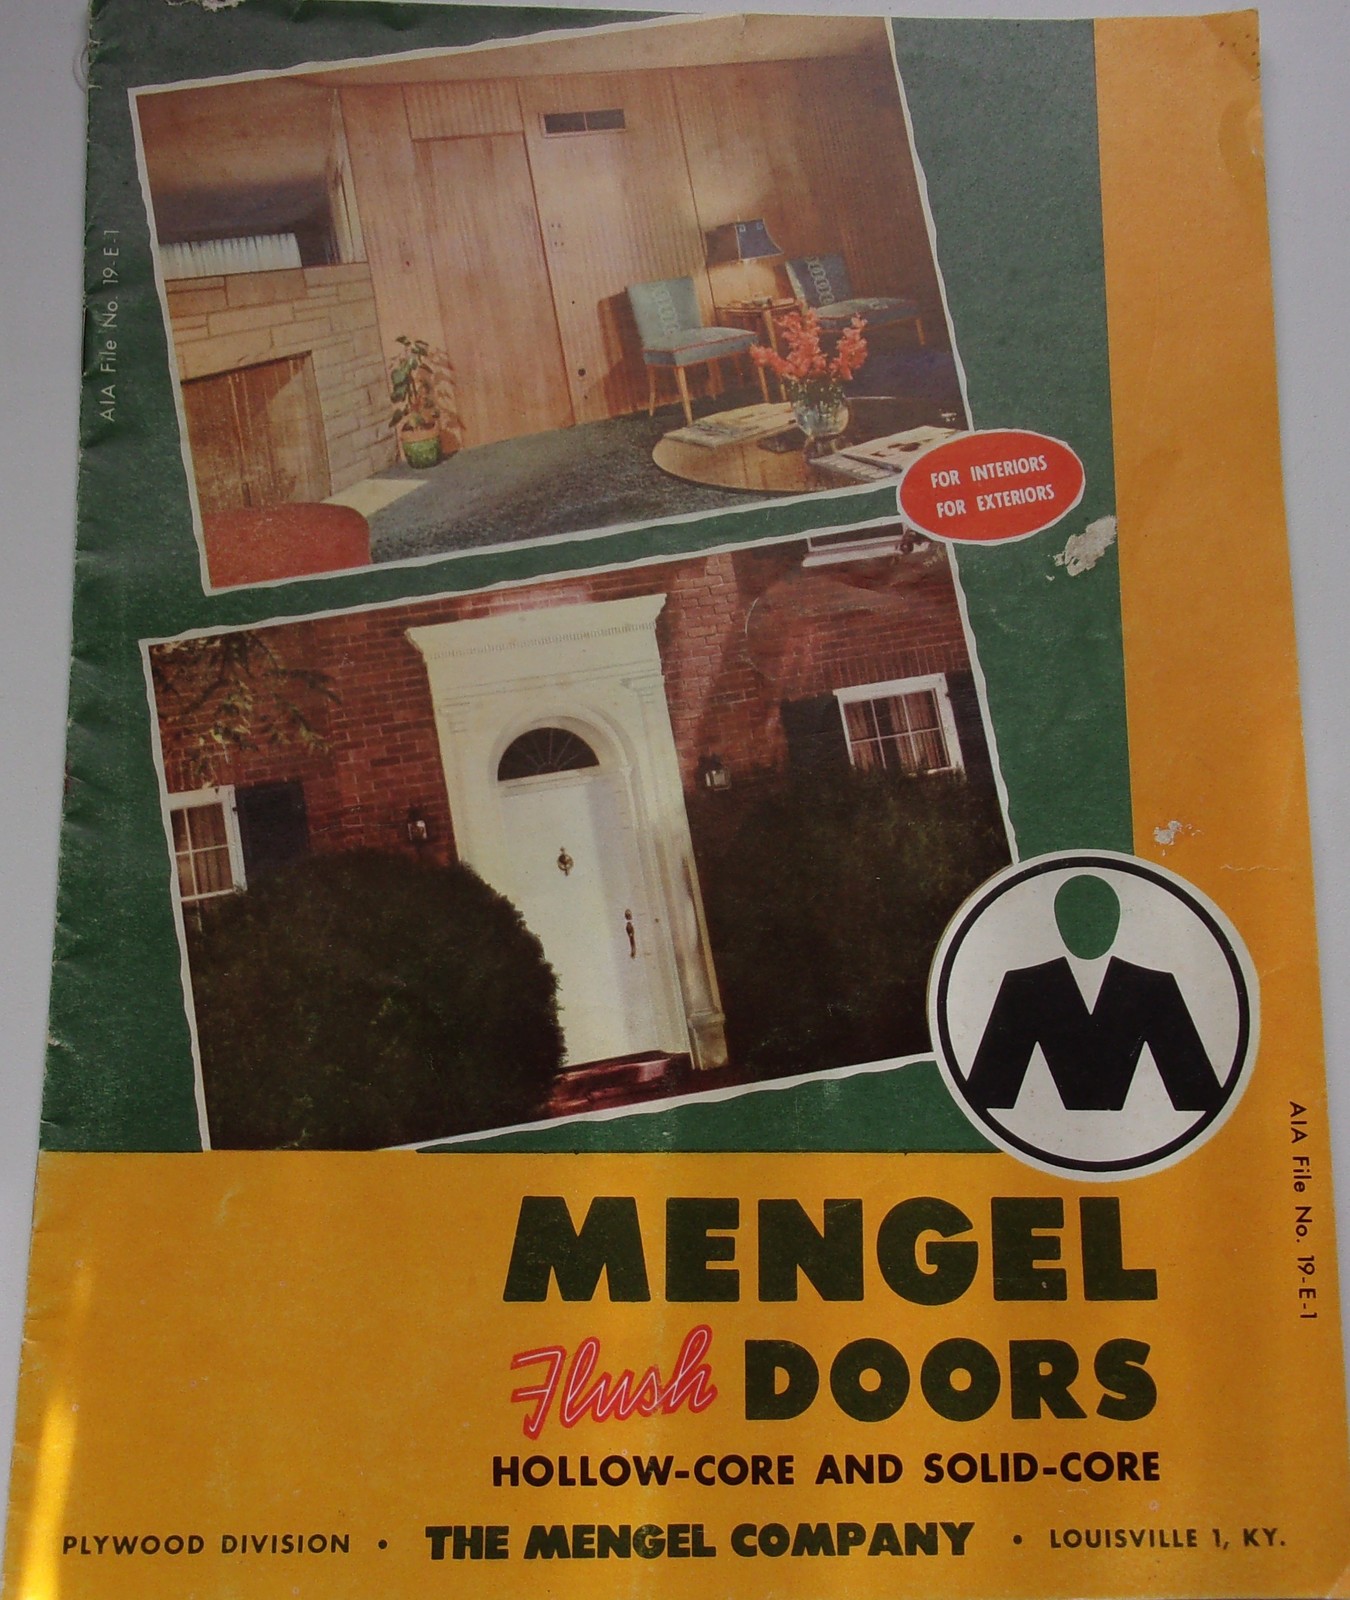 AIA File No. 19-E-1
FOR INTERIORS
FOR EXTERIORS
M
AIA File No. 19-E-1
MENGEL
Flush DOORS
HOLLOW-CORE AND SOLID-CORE
PLYWOOD DIVISION • THE MENGEL COMPANY • LOUISVILLE 1, KY.